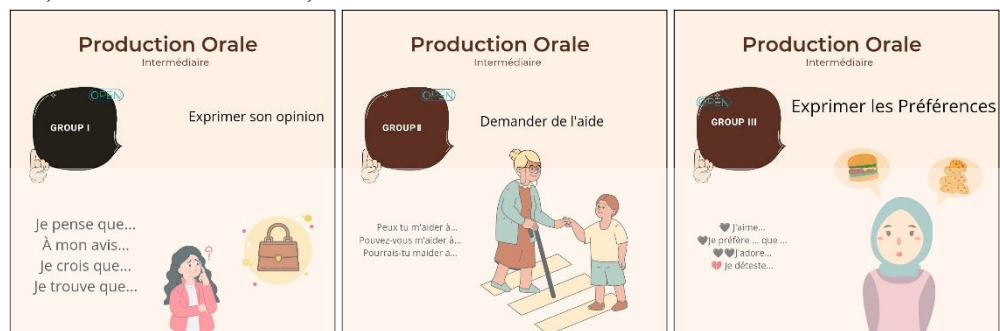 Production Orale
Intermédiaire
OPEN
GROUP I
Exprimer son opinion
Je pense que...
À mon avis...
Je crois que...
Je trouve que...
Production Orale
Intermédiaire
OPEN
GROUP II
Demander de l'aide
Peux tu m'aider à...
Pouvez-vous m'aider à...
Pourrais-tu maider a...
Production Orale
Intermédiaire
OPEN
GROUP III
Exprimer les Préférences
J'aime...
Je préfère ... que ...
J'adore...
Je déteste...